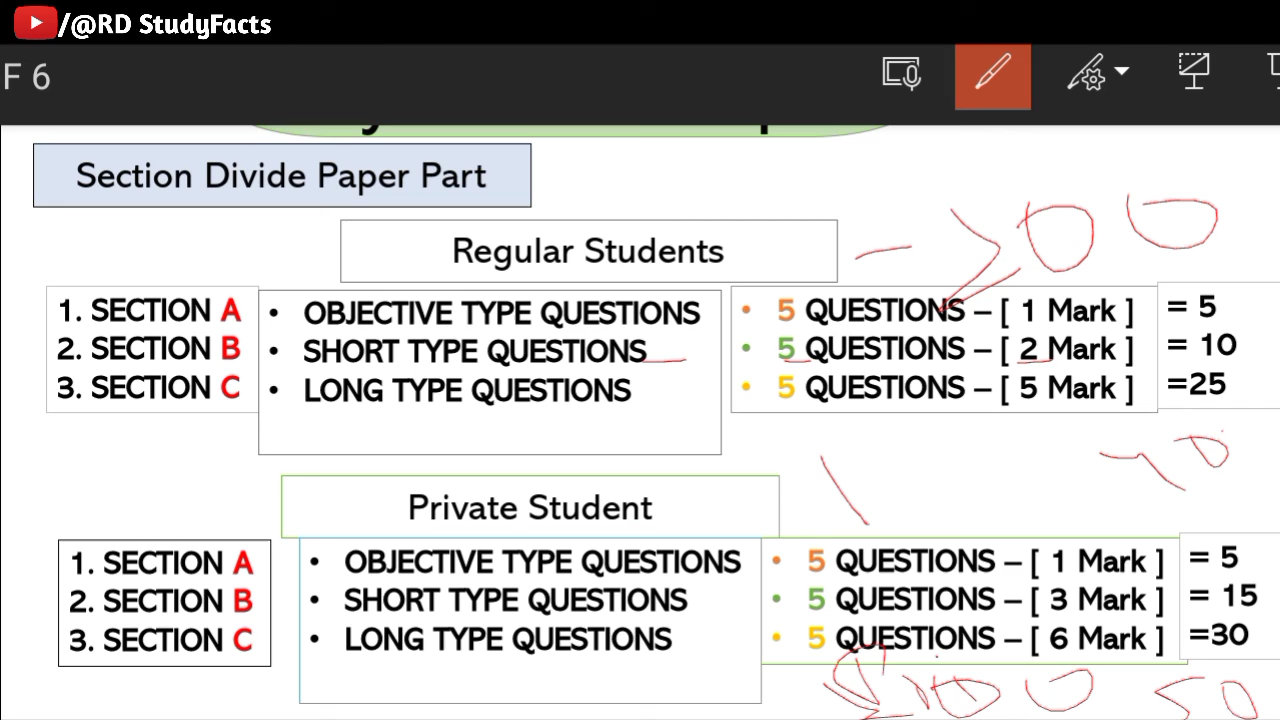 /@RD StudyFacts
F 6
Section Divide Paper Part
Regular Students
1. SECTION A • OBJECTIVE TYPE QUESTIONS • 5 QUESTIONS – [ 1 Mark ] = 5
2. SECTION B • SHORT TYPE QUESTIONS • 5 QUESTIONS – [ 2 Mark ] = 10
3. SECTION C • LONG TYPE QUESTIONS • 5 QUESTIONS – [ 5 Mark ] =25
Private Student
1. SECTION A • OBJECTIVE TYPE QUESTIONS • 5 QUESTIONS – [ 1 Mark ] = 5
2. SECTION B • SHORT TYPE QUESTIONS • 5 QUESTIONS – [ 3 Mark ] = 15
3. SECTION C • LONG TYPE QUESTIONS • 5 QUESTIONS – [ 6 Mark ] =30